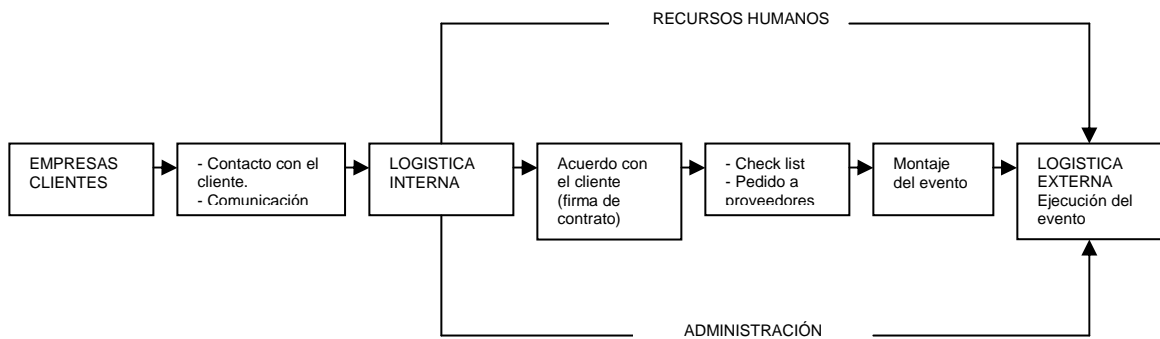 RECURSOS HUMANOS
EMPRESAS
CLIENTES
- Contacto con el
cliente.
- Comunicación
LOGISTICA
INTERNA
Acuerdo con
el cliente
(firma de
contrato)
- Check list
- Pedido a
proveedores
Montaje
del evento
LOGISTICA
EXTERNA
Ejecución del
evento
ADMINISTRACIÓN